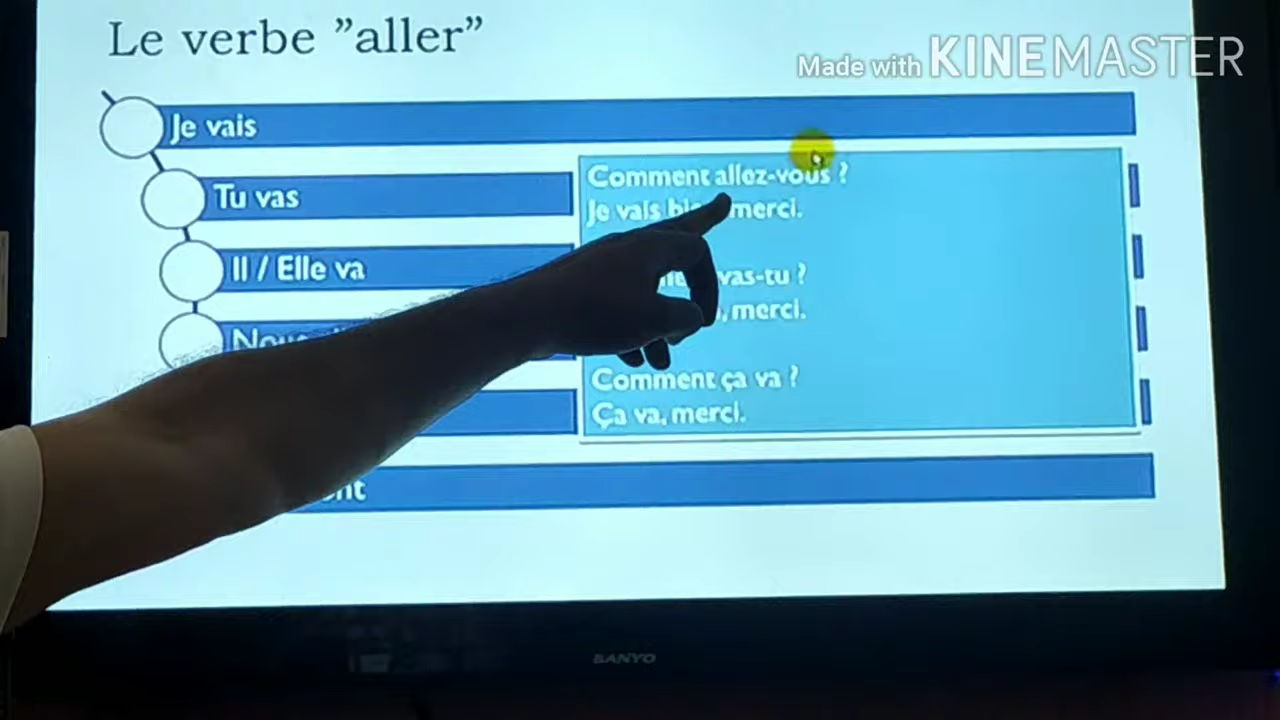 Le verbe ”aller”
Made with KINEMASTER
Je vais
Comment allez-vous ?
Tu vas
Je vais merci.
Il / Elle va
vas-tu ?
merci.
Comment ça va ?
Ça va, merci.
SANYO